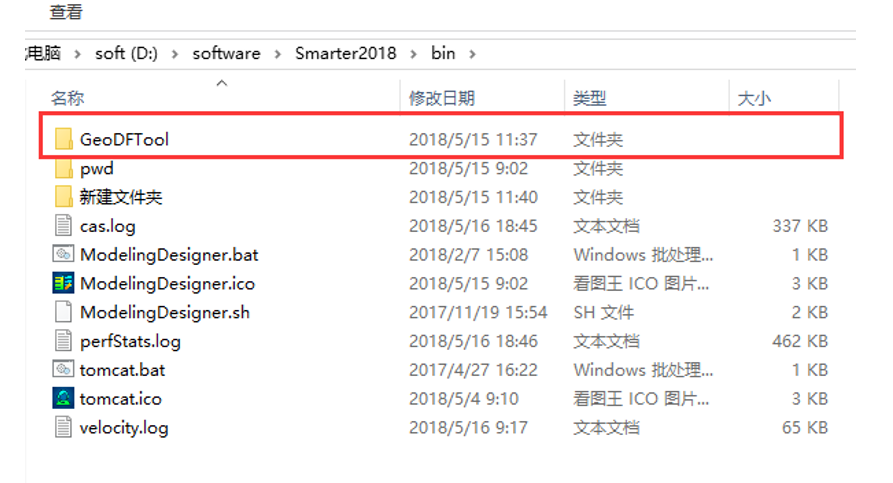 查看
电脑 > soft (D:) > software > Smarter2018 > bin >
名称 修改日期 类型 大小
GeoDFTool 2018/5/15 11:37 文件夹
pwd 2018/5/15 9:02 文件夹
新建文件夹 2018/5/15 11:40 文件夹
cas.log 2018/5/16 18:45 文本文档 337 KB
ModelingDesigner.bat 2018/2/7 15:08 Windows 批处理... 1 KB
ModelingDesigner.ico 2018/5/15 9:02 看图王 ICO 图片... 3 KB
ModelingDesigner.sh 2017/11/19 15:54 SH 文件 2 KB
perfStats.log 2018/5/16 18:46 文本文档 462 KB
tomcat.bat 2017/4/27 16:22 Windows 批处理... 1 KB
tomcat.ico 2018/5/4 9:10 看图王 ICO 图片... 3 KB
velocity.log 2018/5/16 9:17 文本文档 65 KB